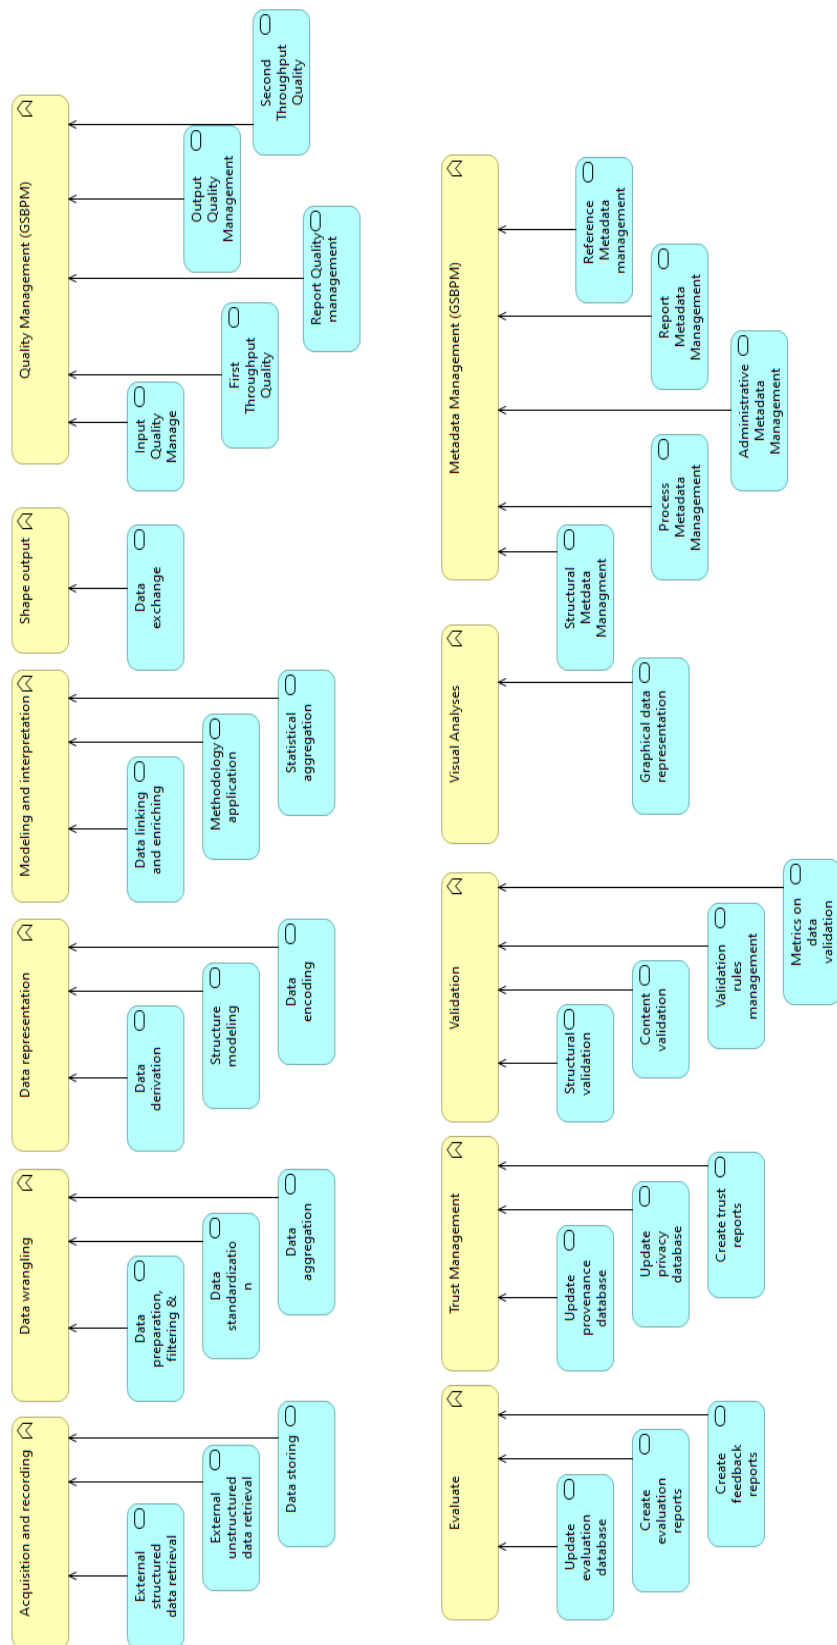 Acquisition and recording
External
structured
data retrieval
External
unstructured
data retrieval
Data storing
Data wrangling
Data
preparation,
filtering &
Data
standardizatio
n
Data
aggregation
Data representation
Data
derivation
Structure
modeling
Data
encoding
Modeling and interpretation
Data linking
and enriching
Methodology
application
Statistical
aggregation
Shape output
Data
exchange
Quality Management (GSBPM)
Input
Quality
Manage
First
Throughput
Quality
Report Quality
management
Output
Quality
Management
Second
Throughput
Quality
Evaluate
Update
evaluation
database
Create
evaluation
reports
Create
feedback
reports
Trust Management
Update
provenance
database
Update
privacy
database
Create trust
reports
Validation
Structural
validation
Content
validation
Validation
rules
management
Metrics on
data
validation
Visual Analyses
Graphical data
representation
Metadata Management (GSBPM)
Structural
Metdata
Managment
Process
Metadata
Management
Administrative
Metadata
Management
Report
Metadata
Management
Reference
Metadata
management